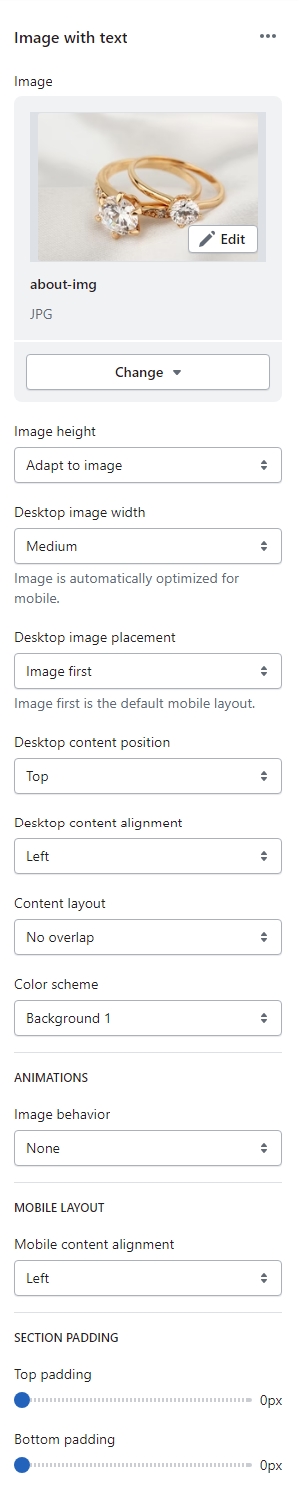 Image with text
Image
Edit
about-img
JPG
Change
Image height
Adapt to image
Desktop image width
Medium
Image is automatically optimized for
mobile.
Desktop image placement
Image first
Image first is the default mobile layout.
Desktop content position
Top
Desktop content alignment
Left
Content layout
No overlap
Color scheme
Background 1
ANIMATIONS
Image behavior
None
MOBILE LAYOUT
Mobile content alignment
Left
SECTION PADDING
Top padding
0px
Bottom padding
0px